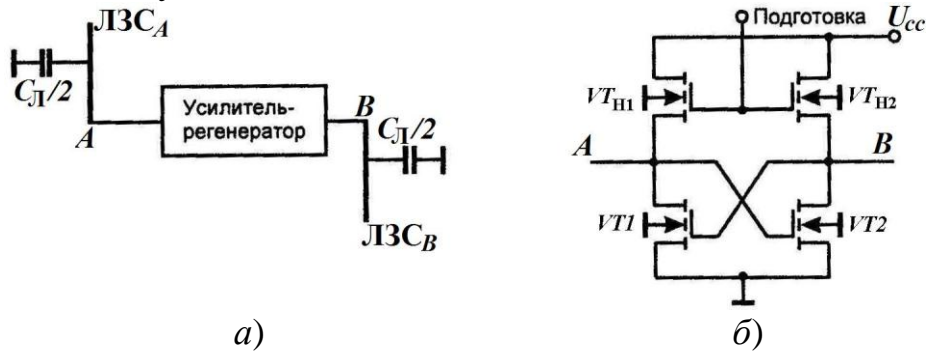 ЛЗС_A
C_Л/2
A
Усилитель-
регенератор
B
C_Л/2
ЛЗС_B
а)
Подготовка
U_cc
VT_Н1
VT_Н2
A
B
VT1
VT2
б)